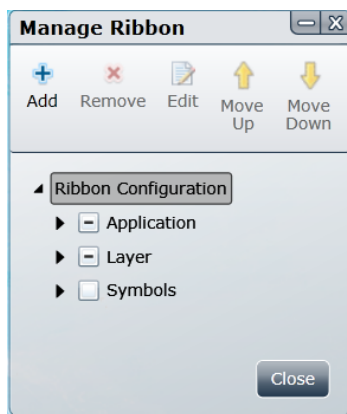 Manage Ribbon
Add Remove Edit Move Up Move Down
Ribbon Configuration
Application
Layer
Symbols
Close